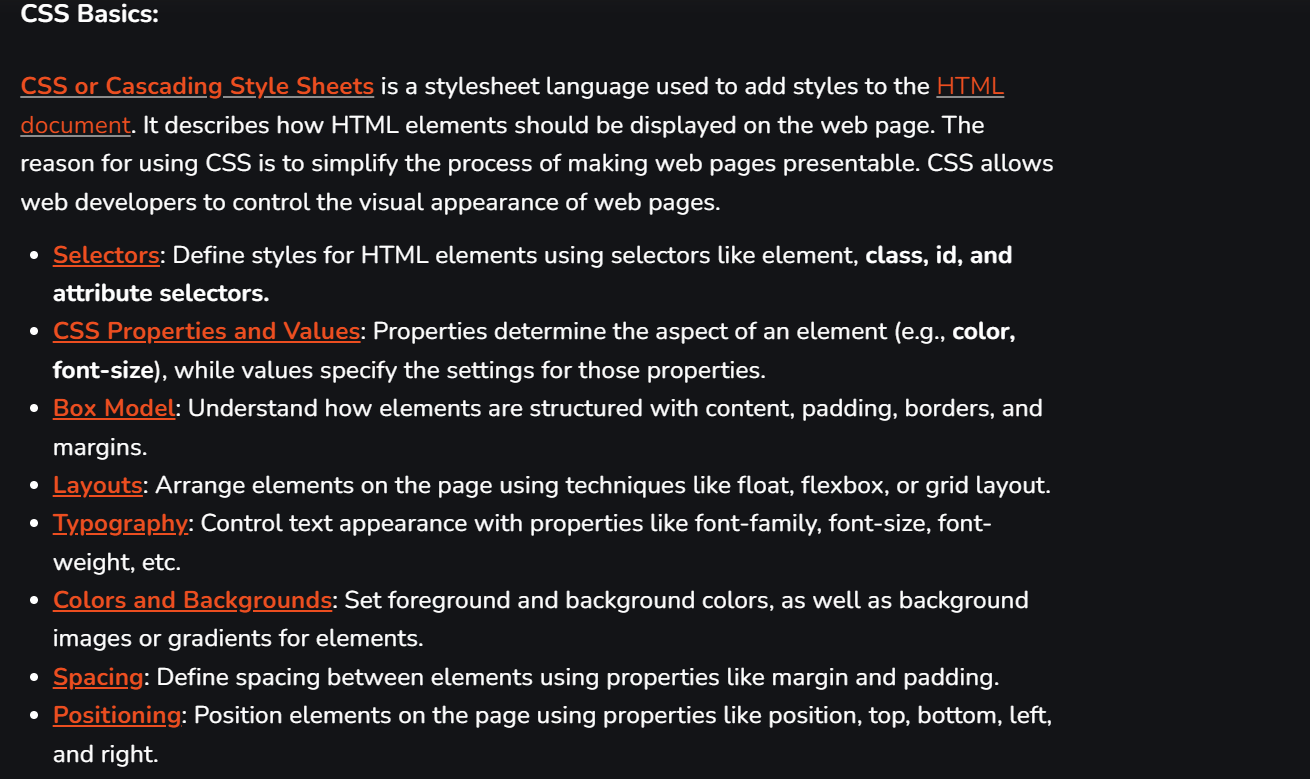 CSS Basics:
CSS or Cascading Style Sheets is a stylesheet language used to add styles to the HTML
document. It describes how HTML elements should be displayed on the web page. The
reason for using CSS is to simplify the process of making web pages presentable. CSS allows
web developers to control the visual appearance of web pages.
• Selectors: Define styles for HTML elements using selectors like element, class, id, and
attribute selectors.
• CSS Properties and Values: Properties determine the aspect of an element (e.g., color,
font-size), while values specify the settings for those properties.
• Box Model: Understand how elements are structured with content, padding, borders, and
margins.
• Layouts: Arrange elements on the page using techniques like float, flexbox, or grid layout.
• Typography: Control text appearance with properties like font-family, font-size, font-
weight, etc.
• Colors and Backgrounds: Set foreground and background colors, as well as background
images or gradients for elements.
• Spacing: Define spacing between elements using properties like margin and padding.
• Positioning: Position elements on the page using properties like position, top, bottom, left,
and right.